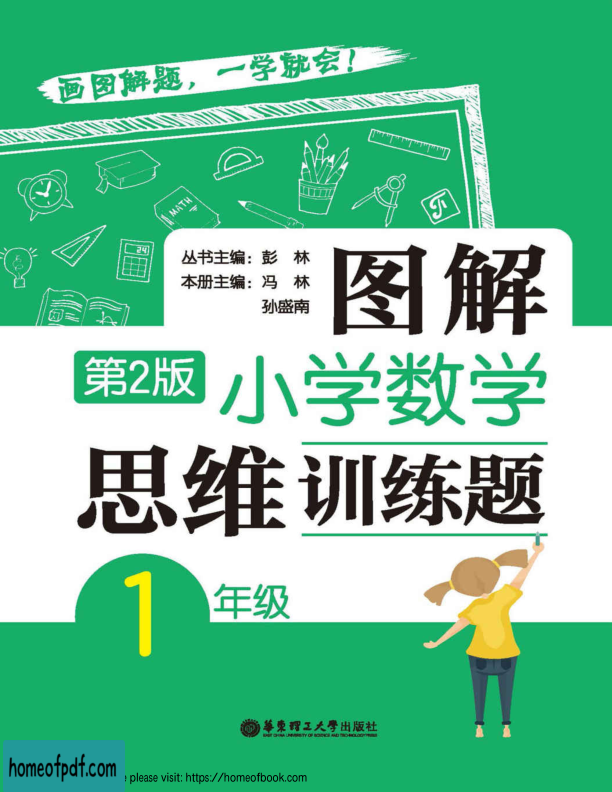 画图解题，一学就会！
MATH
丛书主编：彭 林
本册主编：冯 林
孙盛南
图解
第2版
小学数学
思维训练题
1年级
華東理工大學出版社
EAST CHINA UNIVERSITY OF SCIENCE AND TECHNOLOGY PRESS
homeofpdf.com
please visit: https://homeofbook.com